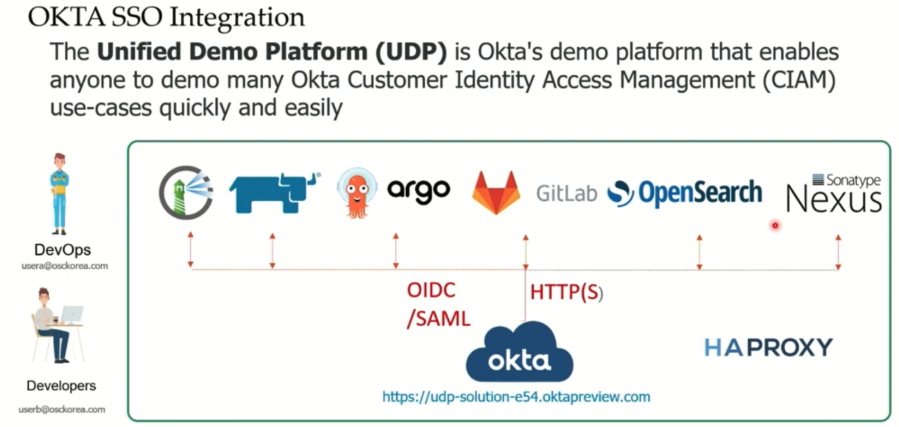 OKTA SSO Integration
The Unified Demo Platform (UDP) is Okta's demo platform that enables
anyone to demo many Okta Customer Identity Access Management (CIAM)
use-cases quickly and easily
argo
GitLab
OpenSearch
Sonatype
Nexus
DevOps
usera@osckorea.com
OIDC
/SAML
HTTP(S)
okta
HAPROXY
Developers
https://udp-solution-e54.oktapreview.com
userb@osckorea.com